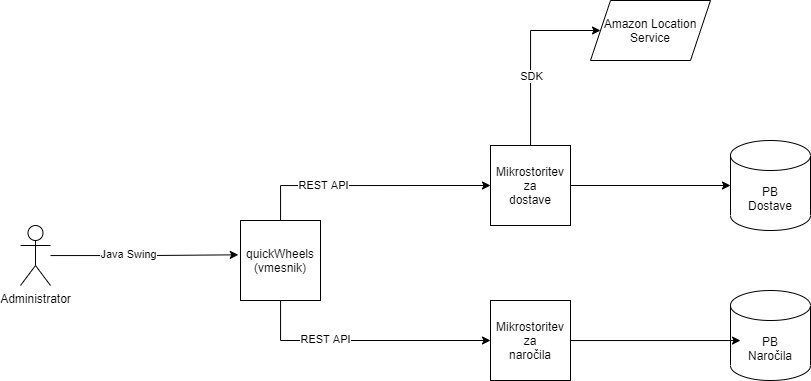 Amazon Location
Service
SDK
Mikrostoritev
za
dostave
REST API
PB
Dostave
Java Swing
quickWheels
(vmesnik)
Administrator
REST API
Mikrostoritev
za
naročila
PB
Naročila